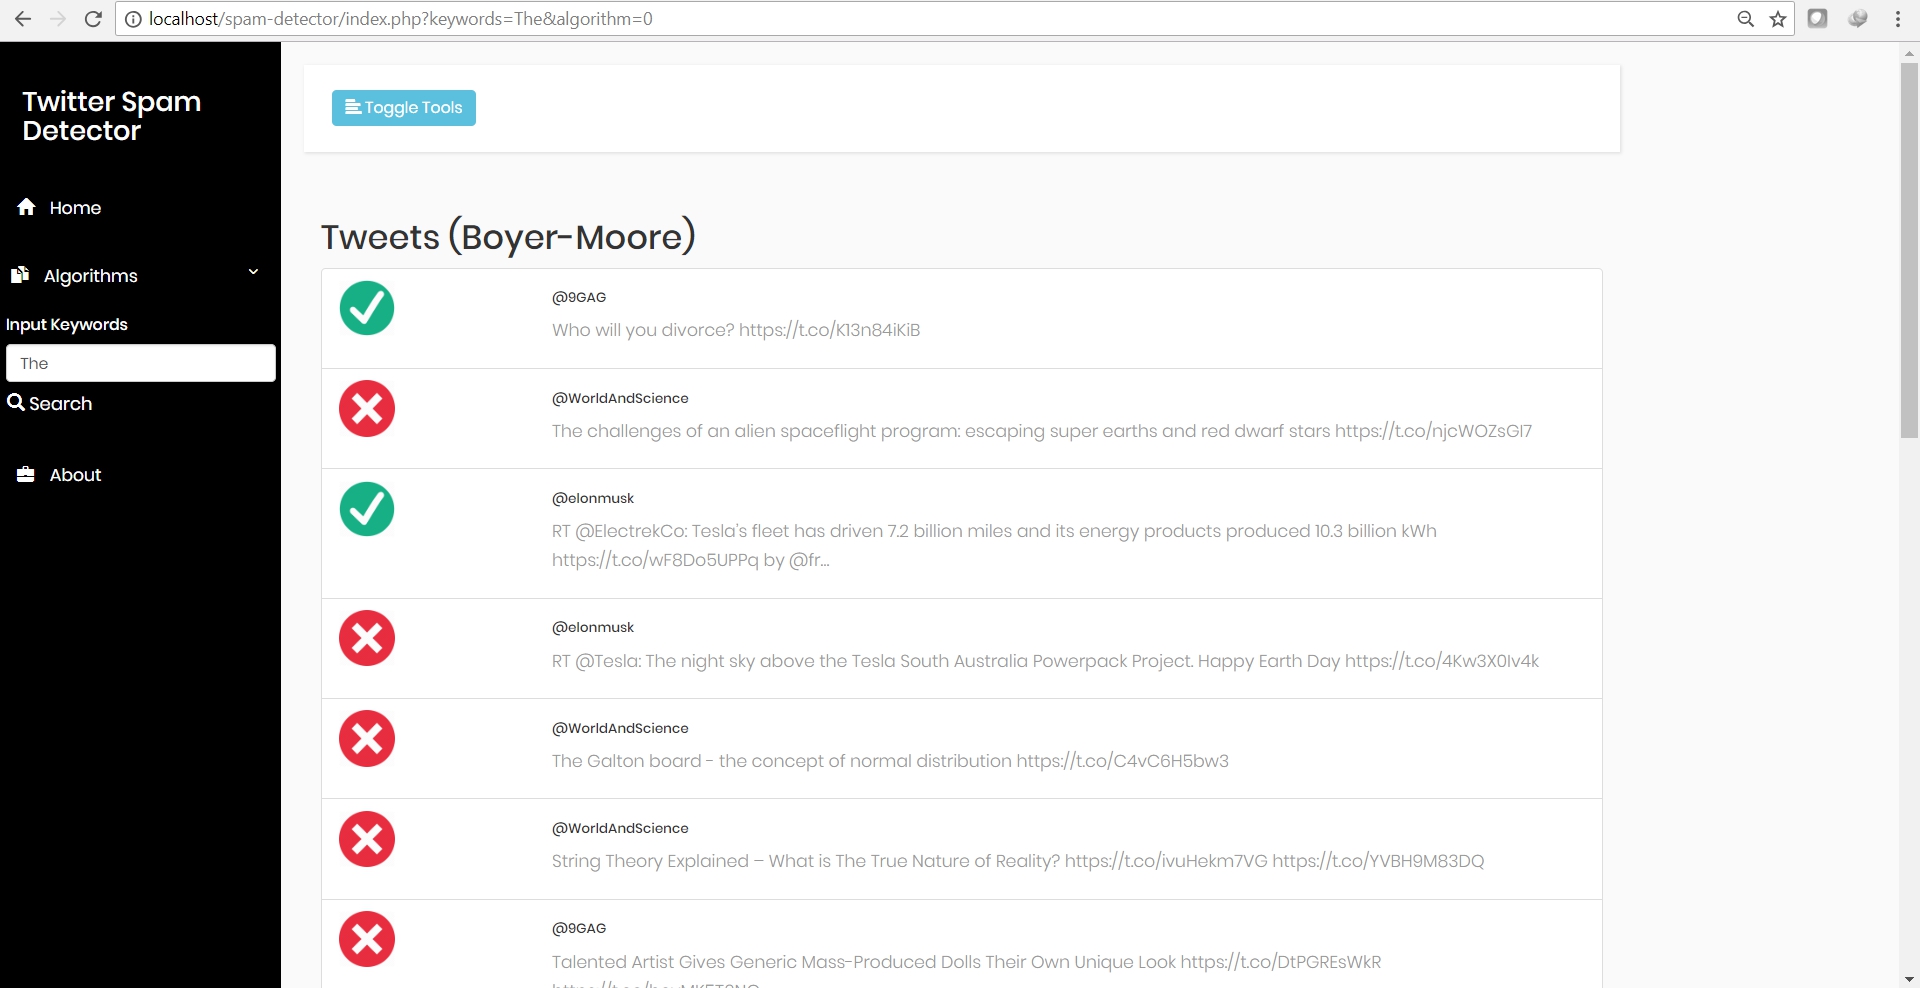 localhost/spam-detector/index.php?keywords=The&algorithm=0
Twitter Spam
Detector
Home
Algorithms
Input Keywords
The
Search
About
Toggle Tools
Tweets (Boyer-Moore)
@9GAG
Who will you divorce? https://t.co/K13n84iKiB
@WorldAndScience
The challenges of an alien spaceflight program: escaping super earths and red dwarf stars https://t.co/njcWOZsGI7
@elonmusk
RT @ElectrekCo: Tesla's fleet has driven 7.2 billion miles and its energy products produced 10.3 billion kWh
https://t.co/wF8Do5UPPq by @fr...
@elonmusk
RT @Tesla: The night sky above the Tesla South Australia Powerpack Project. Happy Earth Day https://t.co/4Kw3X0Iv4k
@WorldAndScience
The Galton board - the concept of normal distribution https://t.co/C4vC6H5bw3
@WorldAndScience
String Theory Explained – What is The True Nature of Reality? https://t.co/ivuHekm7VG https://t.co/YVBH9M83DQ
@9GAG
Talented Artist Gives Generic Mass-Produced Dolls Their Own Unique Look https://t.co/DtPGREsWkR